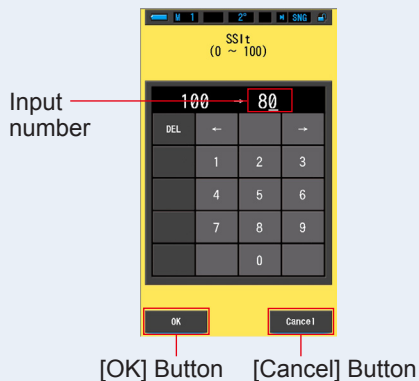 M 1 2° SNG
SSIt
(0 ~ 100)
Input
number
100 → 80
DEL ← →
1 2 3
4 5 6
7 8 9
0
OK Cancel
[OK] Button [Cancel] Button